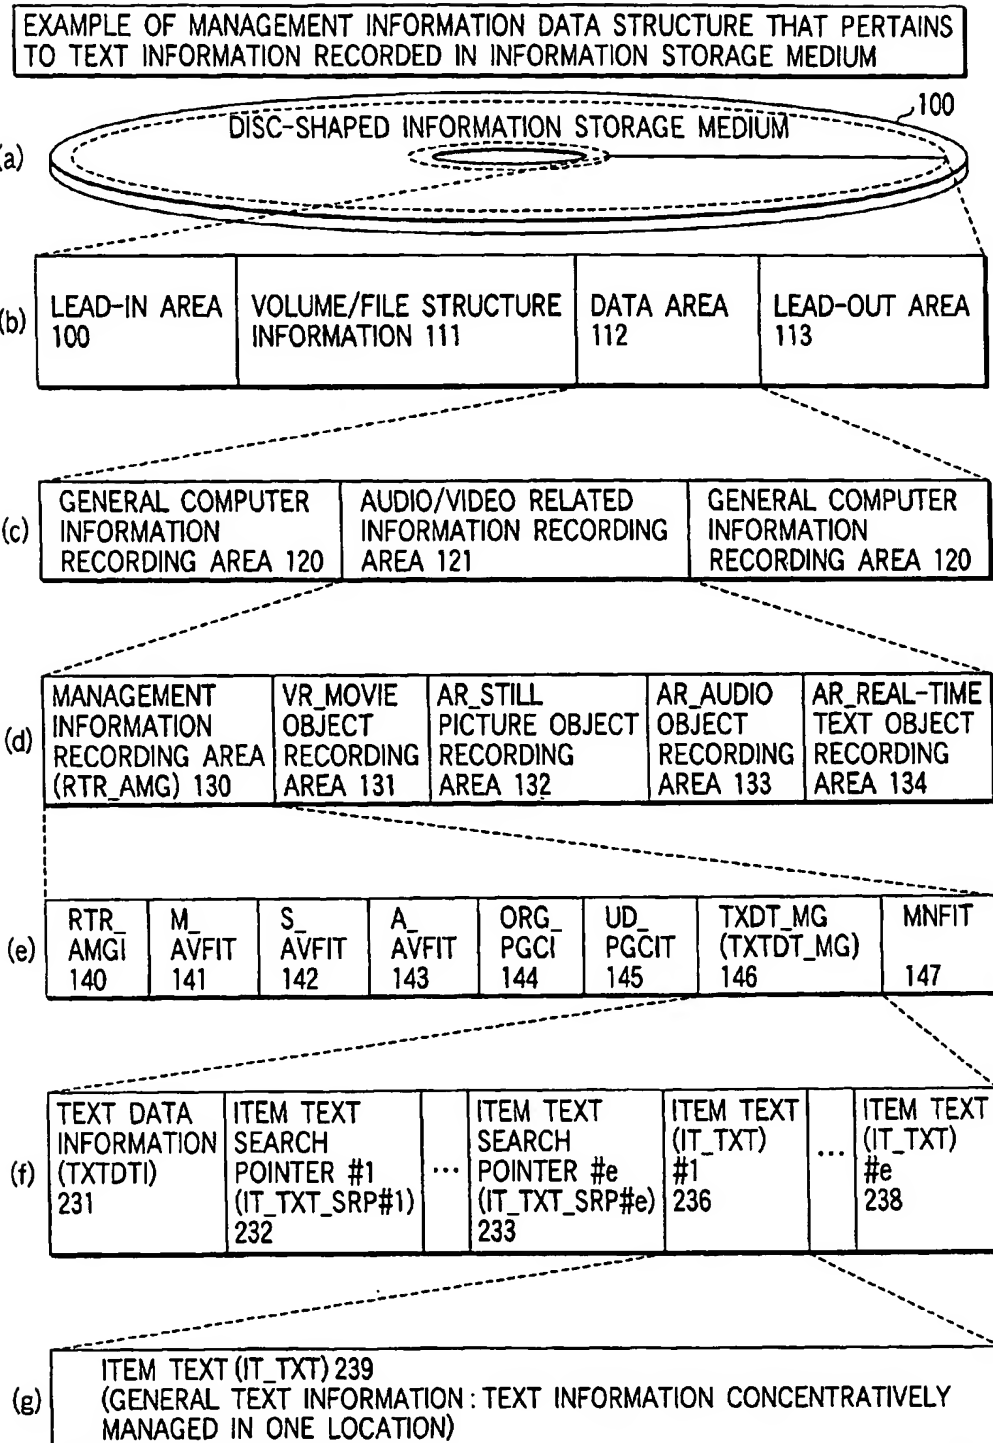 EXAMPLE OF MANAGEMENT INFORMATION DATA STRUCTURE THAT PERTAINS
TO TEXT INFORMATION RECORDED IN INFORMATION STORAGE MEDIUM
100
DISC-SHAPED INFORMATION STORAGE MEDIUM
(a)
(b)
LEAD-IN AREA
100
VOLUME/FILE STRUCTURE
INFORMATION 111
DATA AREA
112
LEAD-OUT AREA
113
(c)
GENERAL COMPUTER
INFORMATION
RECORDING AREA 120
AUDIO/VIDEO RELATED
INFORMATION RECORDING
AREA 121
GENERAL COMPUTER
INFORMATION
RECORDING AREA 120
(d)
MANAGEMENT
INFORMATION
RECORDING AREA
(RTR_AMG) 130
VR_MOVIE
OBJECT
RECORDING
AREA 131
AR_STILL
PICTURE OBJECT
RECORDING
AREA 132
AR_AUDIO
OBJECT
RECORDING
AREA 133
AR_REAL-TIME
TEXT OBJECT
RECORDING
AREA 134
(e)
RTR_
AMGI
140
M_
AVFIT
141
S_
AVFIT
142
A_
AVFIT
143
ORG_
PGCI
144
UD_
PGCIT
145
TXDT_MG
(TXTDT_MG)
146
MNFIT
147
(f)
TEXT DATA
INFORMATION
(TXTDTI)
231
ITEM TEXT
SEARCH
POINTER #1
(IT_TXT_SRP#1)
232
...
ITEM TEXT
SEARCH
POINTER #e
(IT_TXT_SRP#e)
233
ITEM TEXT
(IT_TXT)
#1
236
...
ITEM TEXT
(IT_TXT)
#e
238
(g)
ITEM TEXT (IT_TXT) 239
(GENERAL TEXT INFORMATION : TEXT INFORMATION CONCENTRATIVELY
MANAGED IN ONE LOCATION)